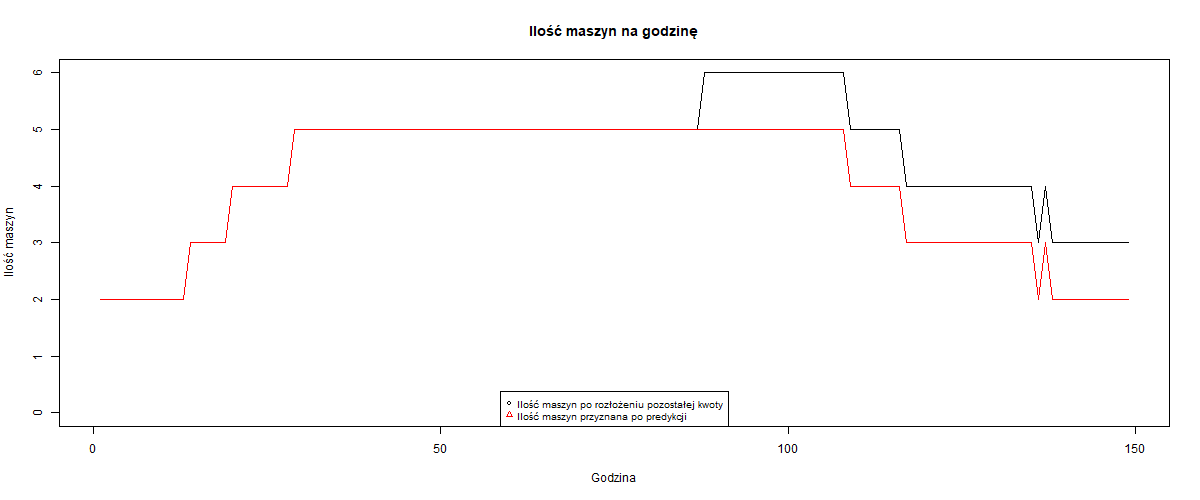 Ilość maszyn na godzinę
6
5
4
3
2
1
0
Ilość maszyn
Ilość maszyn po rozłożeniu pozostałej kwoty
Ilość maszyn przyznana po predykcji
0 50 100 150
Godzina